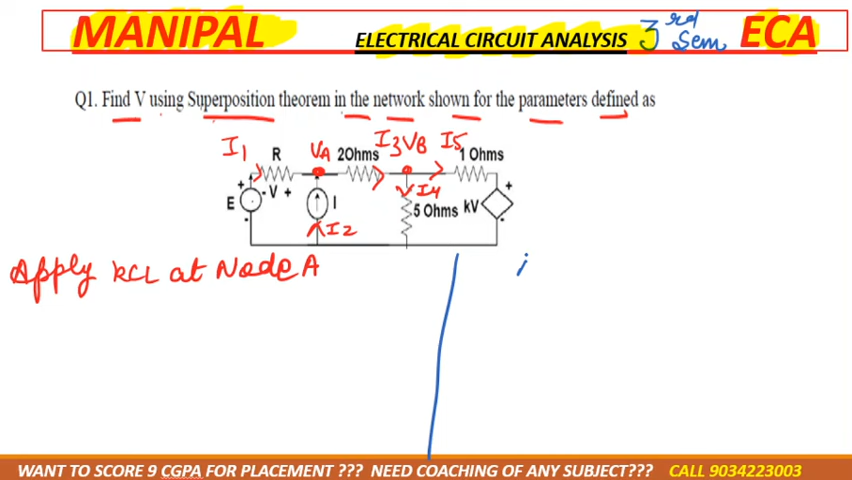 MANIPAL ELECTRICAL CIRCUIT ANALYSIS 3rd Sem ECA
Q1. Find V using Superposition theorem in the network shown for the parameters defined as
I1 R VA 2Ohms I3 VB I5 1 Ohms
+ - V + I4 +
E I 5 Ohms kV
- I2 -
Apply KCL at Node A
i
WANT TO SCORE 9 CGPA FOR PLACEMENT ??? NEED COACHING OF ANY SUBJECT??? CALL 9034223003